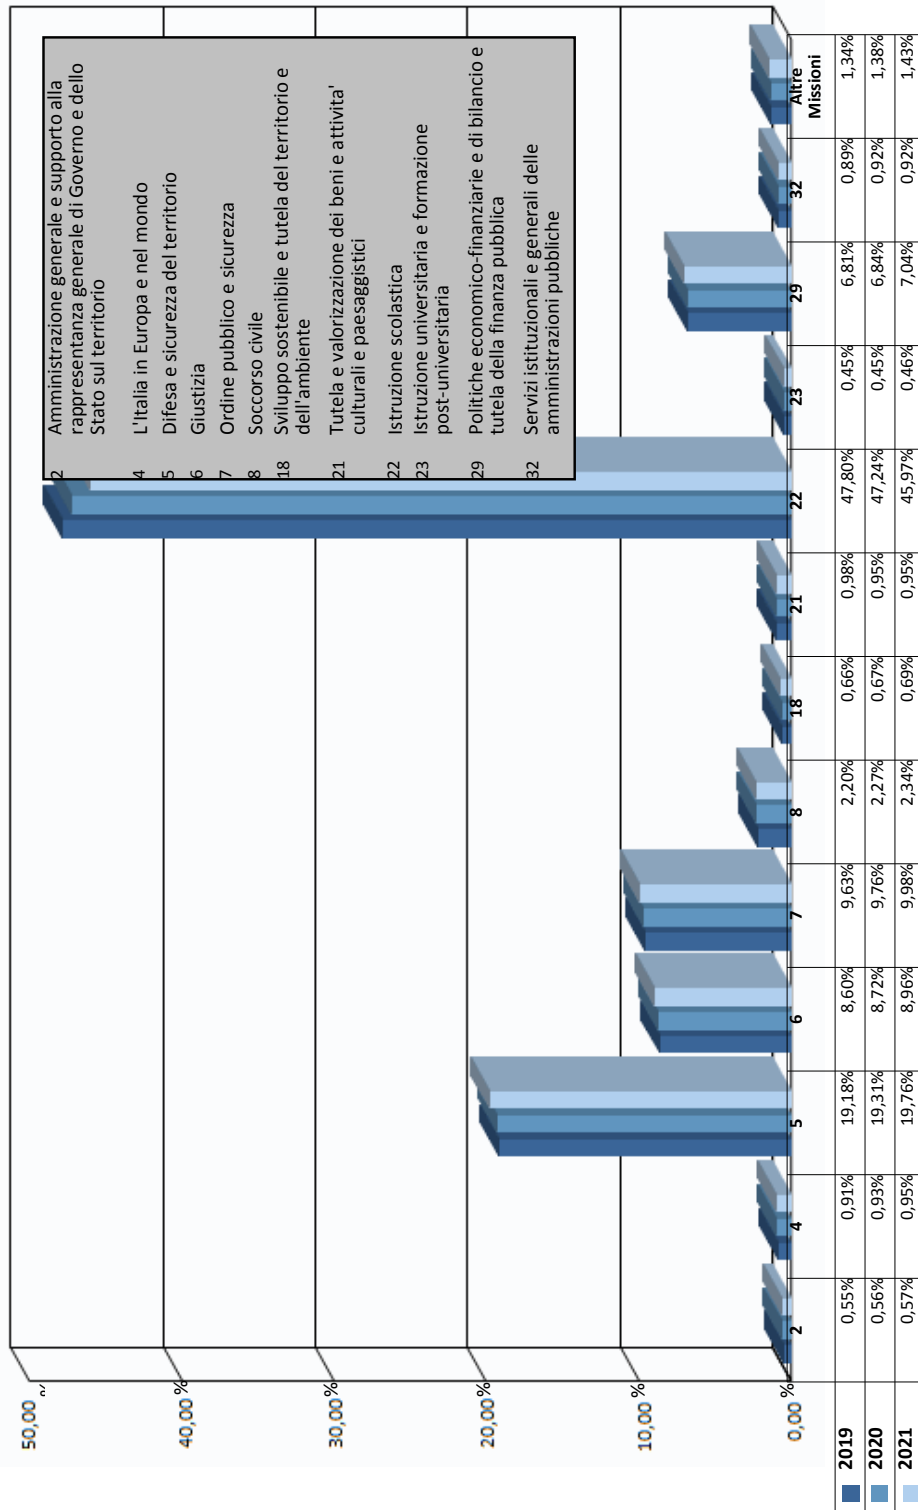 50,00 %
40,00 %
30,00 %
20,00 %
10,00 %
0,00 %
2 Amministrazione generale e supporto alla
rappresentanza generale di Governo e dello
Stato sul territorio
4 L'Italia in Europa e nel mondo
5 Difesa e sicurezza del territorio
6 Giustizia
7 Ordine pubblico e sicurezza
8 Soccorso civile
18 Sviluppo sostenibile e tutela del territorio e
dell'ambiente
21 Tutela e valorizzazione dei beni e attivita'
culturali e paesaggistici
22 Istruzione scolastica
23 Istruzione universitaria e formazione
post-universitaria
29 Politiche economico-finanziarie e di bilancio e
tutela della finanza pubblica
32 Servizi istituzionali e generali delle
amministrazioni pubbliche
2 4 5 6 7 8 18 21 22 23 29 32 Altre
Missioni
2019 0,55% 0,91% 19,18% 8,60% 9,63% 2,20% 0,66% 0,98% 47,80% 0,45% 6,81% 0,89% 1,34%
2020 0,56% 0,93% 19,31% 8,72% 9,76% 2,27% 0,67% 0,95% 47,24% 0,45% 6,84% 0,92% 1,38%
2021 0,57% 0,95% 19,76% 8,96% 9,98% 2,34% 0,69% 0,95% 45,97% 0,46% 7,04% 0,92% 1,43%